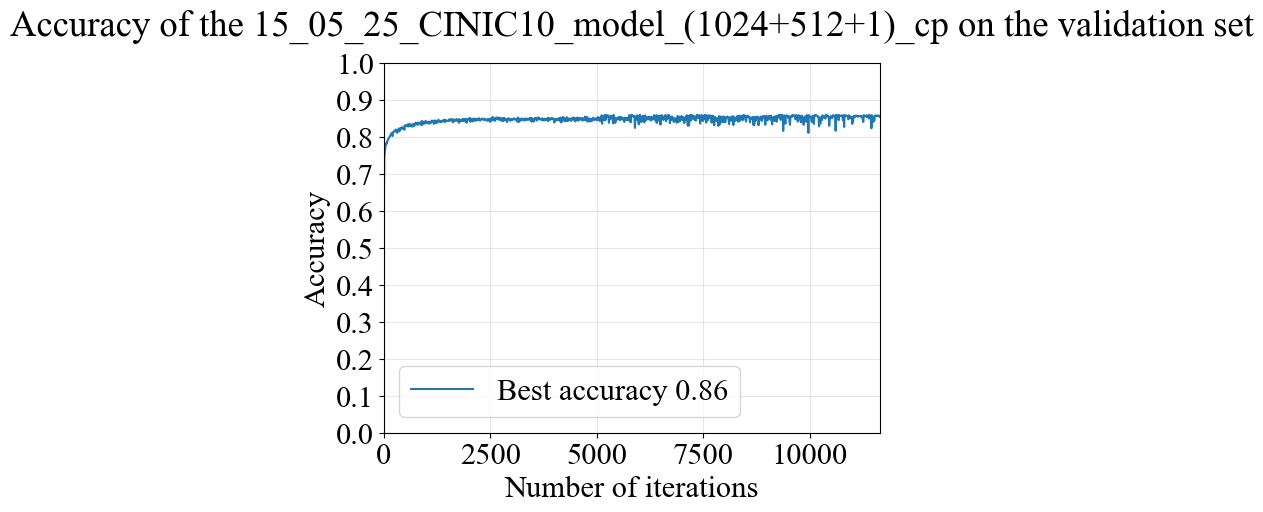 Accuracy of the 15_05_25_CINIC10_model_(1024+512+1)_cp on the validation set
1.0
0.9
0.8
0.7
0.6
0.5
0.4
0.3
0.2
0.1
0.0
Accuracy
Best accuracy 0.86
0 2500 5000 7500 10000
Number of iterations